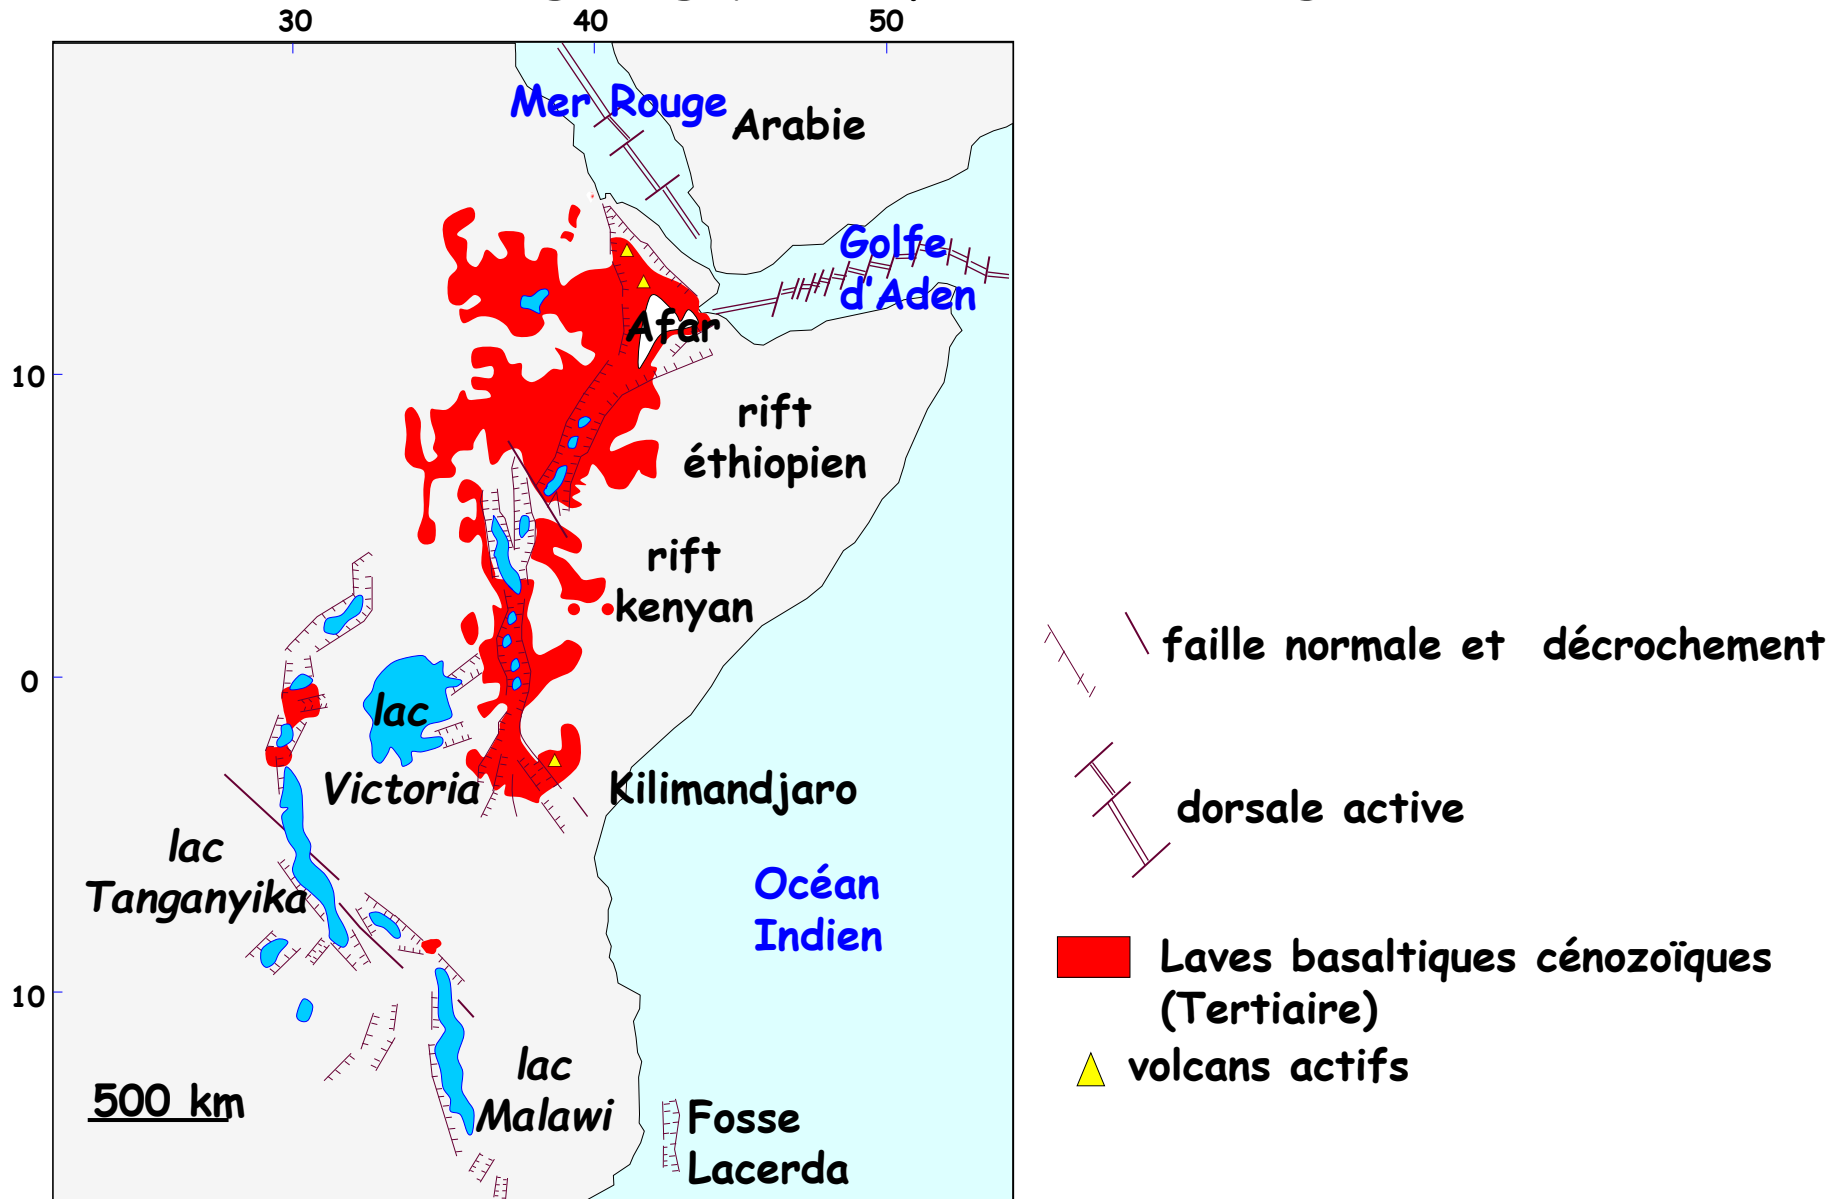 30
40
50
Mer Rouge
Arabie
Golfe
d'Aden
Afar
10
rift
éthiopien
rift
kenyan
0
lac
Victoria
Kilimandjaro
lac
Tanganyika
Océan
Indien
10
lac
Malawi
500 km
Fosse
Lacerda
faille normale et décrochement
dorsale active
Laves basaltiques cénozoïques
(Tertiaire)
volcans actifs